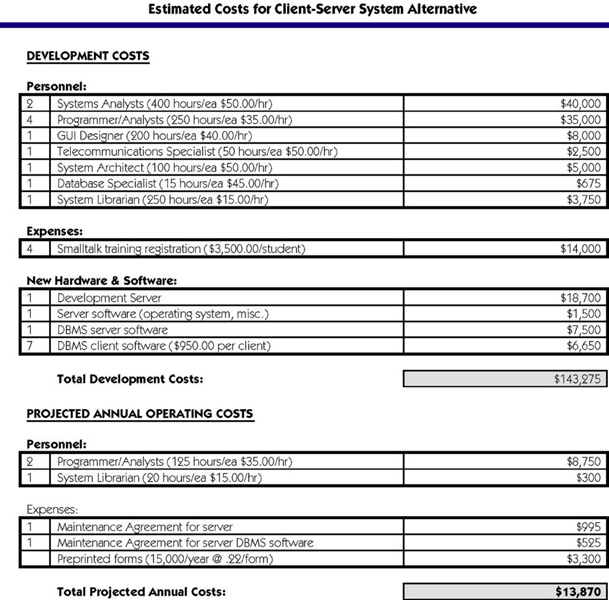 Estimated Costs for Client-Server System Alternative
DEVELOPMENT COSTS
Personnel:
2 Systems Analysts (400 hours/ea $50.00/hr) $40,000
4 Programmer/Analysts (250 hours/ea $35.00/hr) $35,000
1 GUI Designer (200 hours/ea $40.00/hr) $8,000
1 Telecommunications Specialist (50 hours/ea $50.00/hr) $2,500
1 System Architect (100 hours/ea $50.00/hr) $5,000
1 Database Specialist (15 hours/ea $45.00/hr) $675
1 System Librarian (250 hours/ea $15.00/hr) $3,750
Expenses:
4 Smalltalk training registration ($3,500.00/student) $14,000
New Hardware & Software:
1 Development Server $18,700
1 Server software (operating system, misc.) $1,500
1 DBMS server software $7,500
7 DBMS client software ($950.00 per client) $6,650
Total Development Costs: $143,275
PROJECTED ANNUAL OPERATING COSTS
Personnel:
2 Programmer/Analysts (125 hours/ea $35.00/hr) $8,750
1 System Librarian (20 hours/ea $15.00/hr) $300
Expenses:
1 Maintenance Agreement for server $995
1 Maintenance Agreement for server DBMS software $525
Preprinted forms (15,000/year @ .22/form) $3,300
Total Projected Annual Costs: $13,870